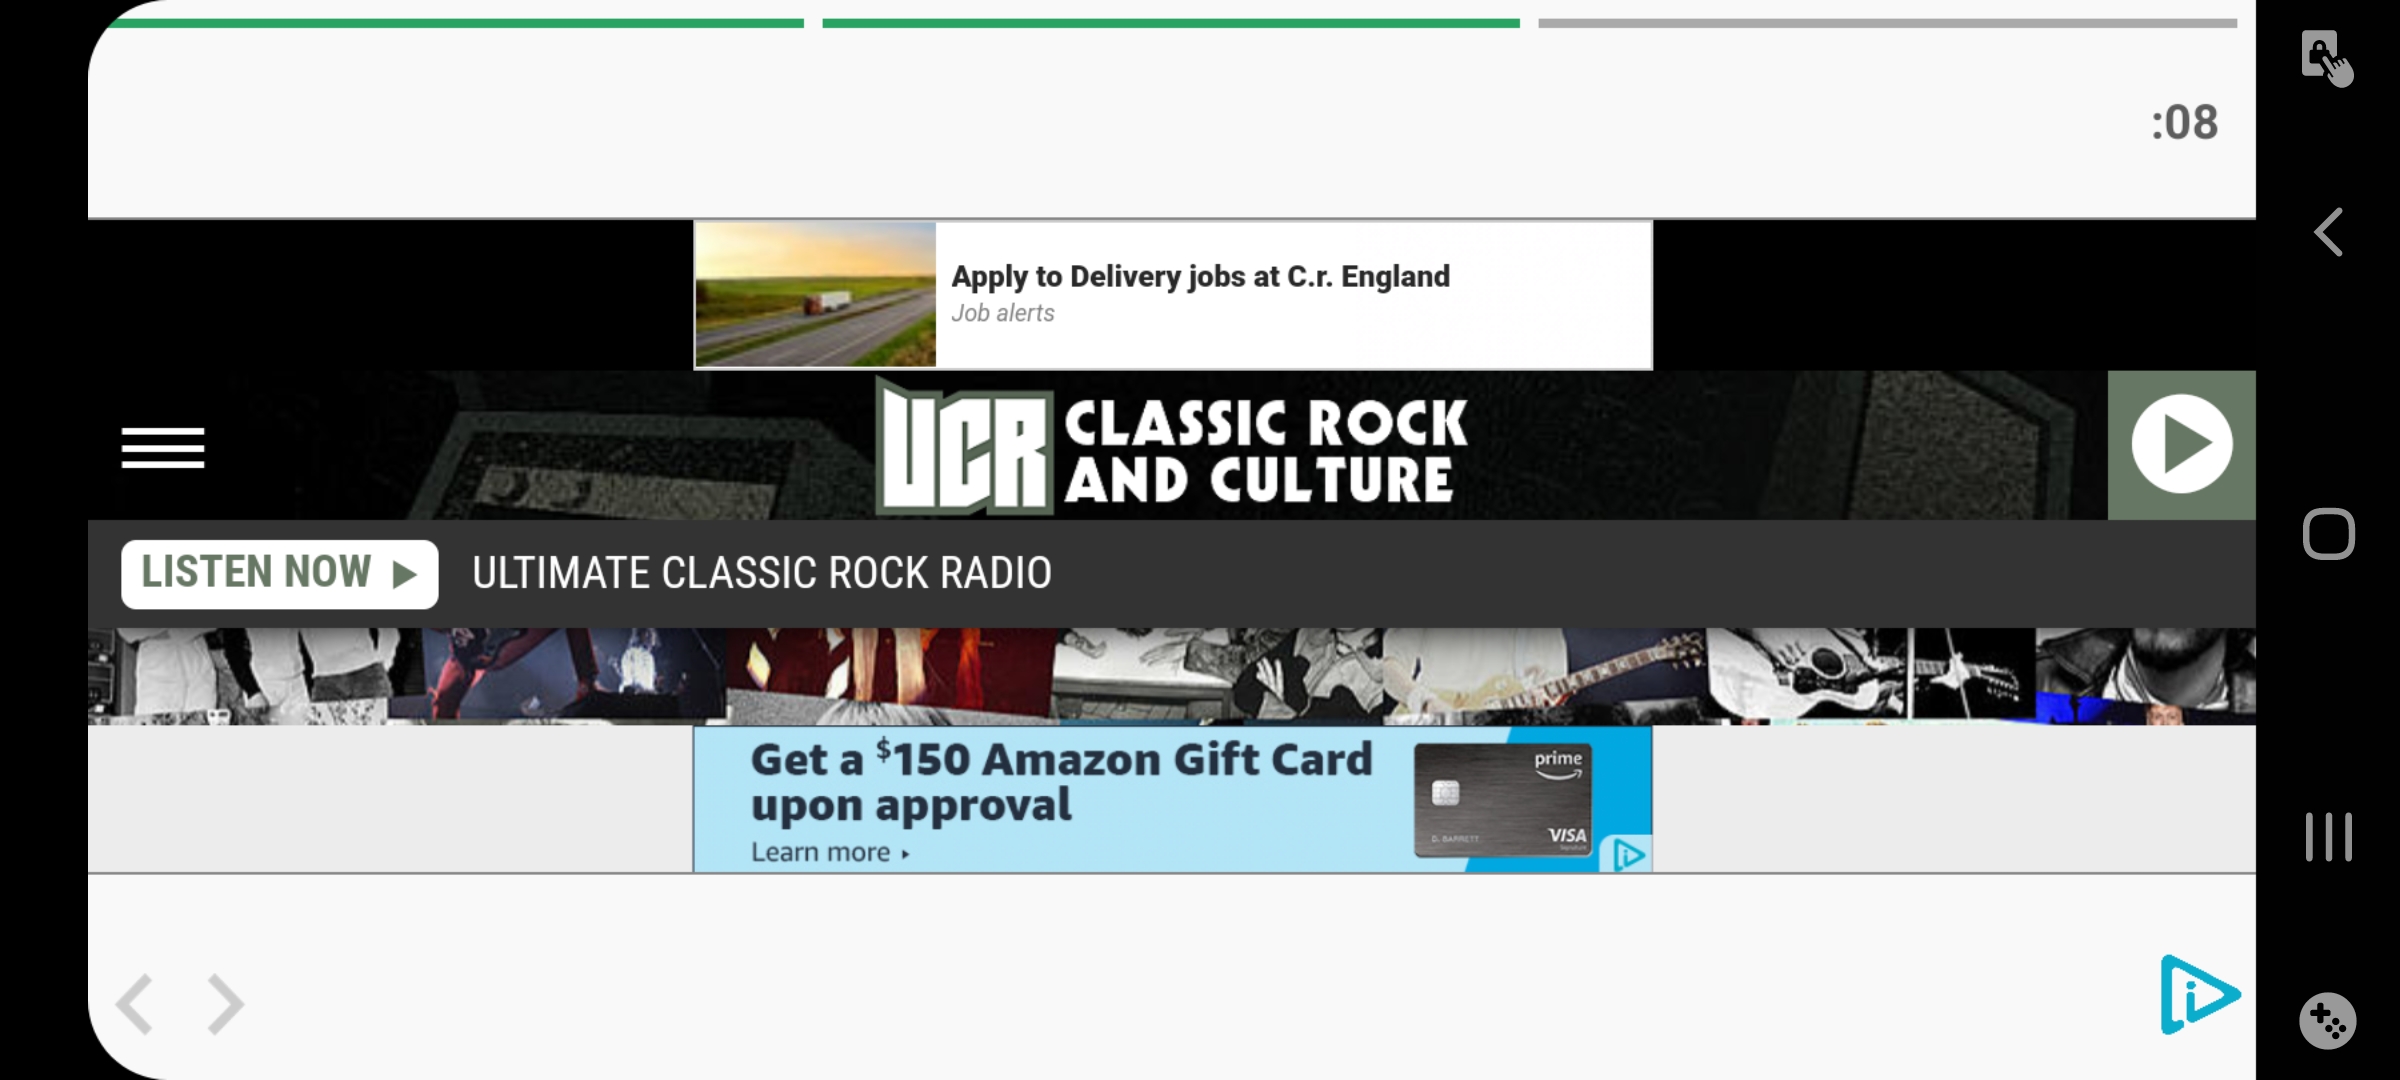 :08
Apply to Delivery jobs at C.r. England
Job alerts
UCR CLASSIC ROCK
AND CULTURE
LISTEN NOW
ULTIMATE CLASSIC ROCK RADIO
Get a $150 Amazon Gift Card
upon approval
Learn more
prime
D. BARRETT
VISA
Signature